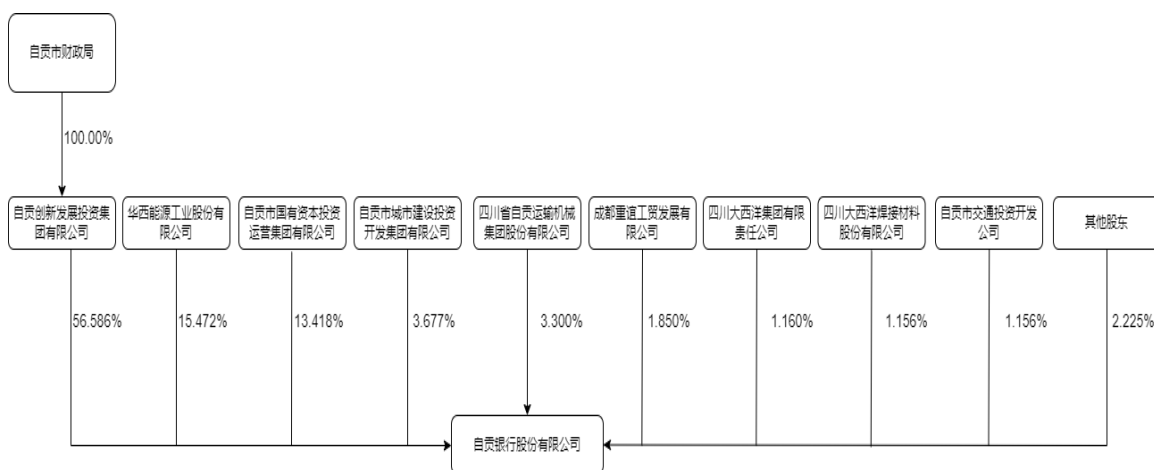 自贡市财政局
100.00%
自贡创新发展投资集
团有限公司
华西能源工业股份有
限公司
自贡市国有资本投资
运营集团有限公司
自贡市城市建设投资
开发集团有限公司
四川省自贡运输机械
集团股份有限公司
成都重谊工贸发展有
限公司
四川大西洋集团有限
责任公司
四川大西洋焊接材料
股份有限公司
自贡市交通投资开发
公司
其他股东
56.586%
15.472%
13.418%
3.677%
3.300%
1.850%
1.160%
1.156%
1.156%
2.225%
自贡银行股份有限公司